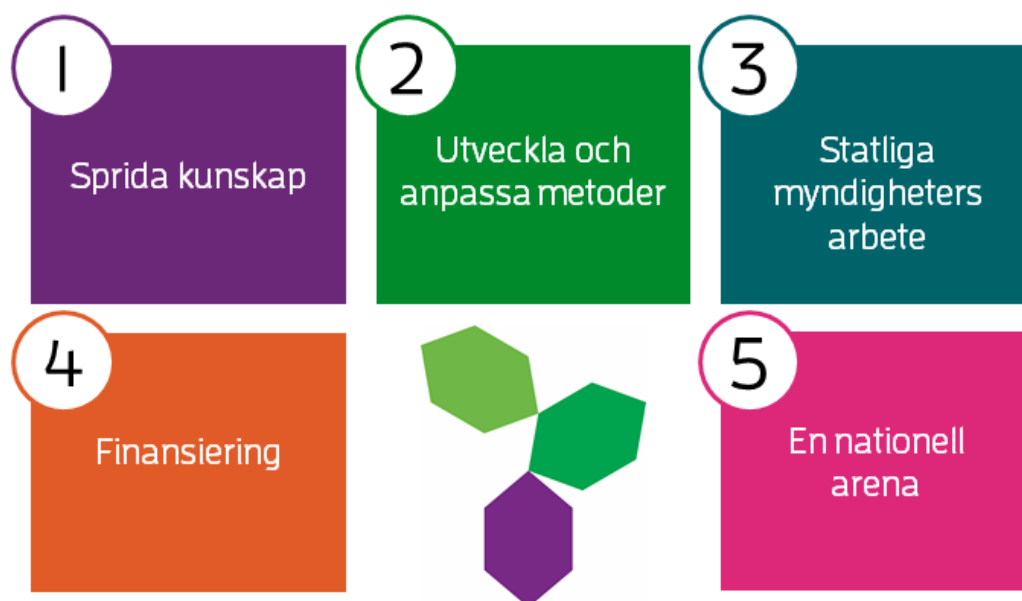 1
Sprida kunskap
2
Utveckla och
anpassa metoder
3
Statliga
myndigheters
arbete
4
Finansiering
5
En nationell
arena